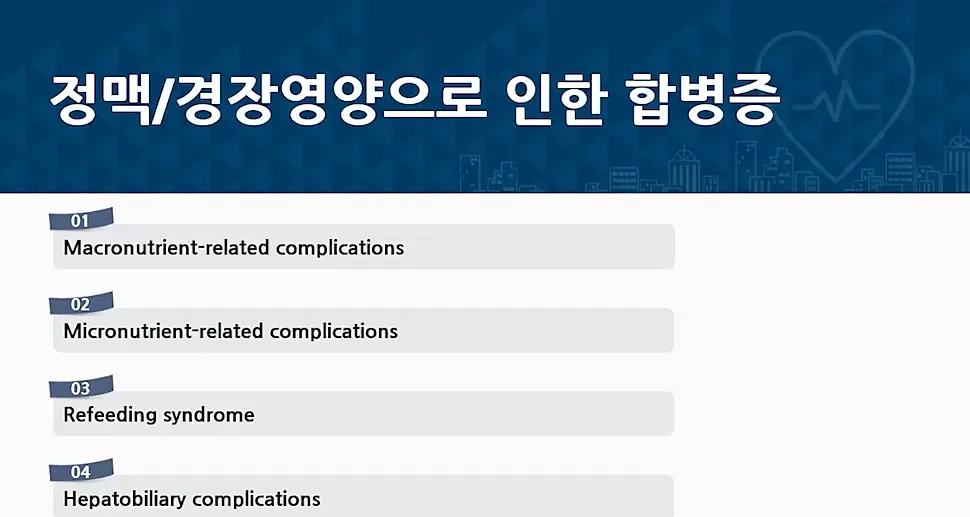 정맥/경장영양으로 인한 합병증
01
Macronutrient-related complications
02
Micronutrient-related complications
03
Refeeding syndrome
04
Hepatobiliary complications